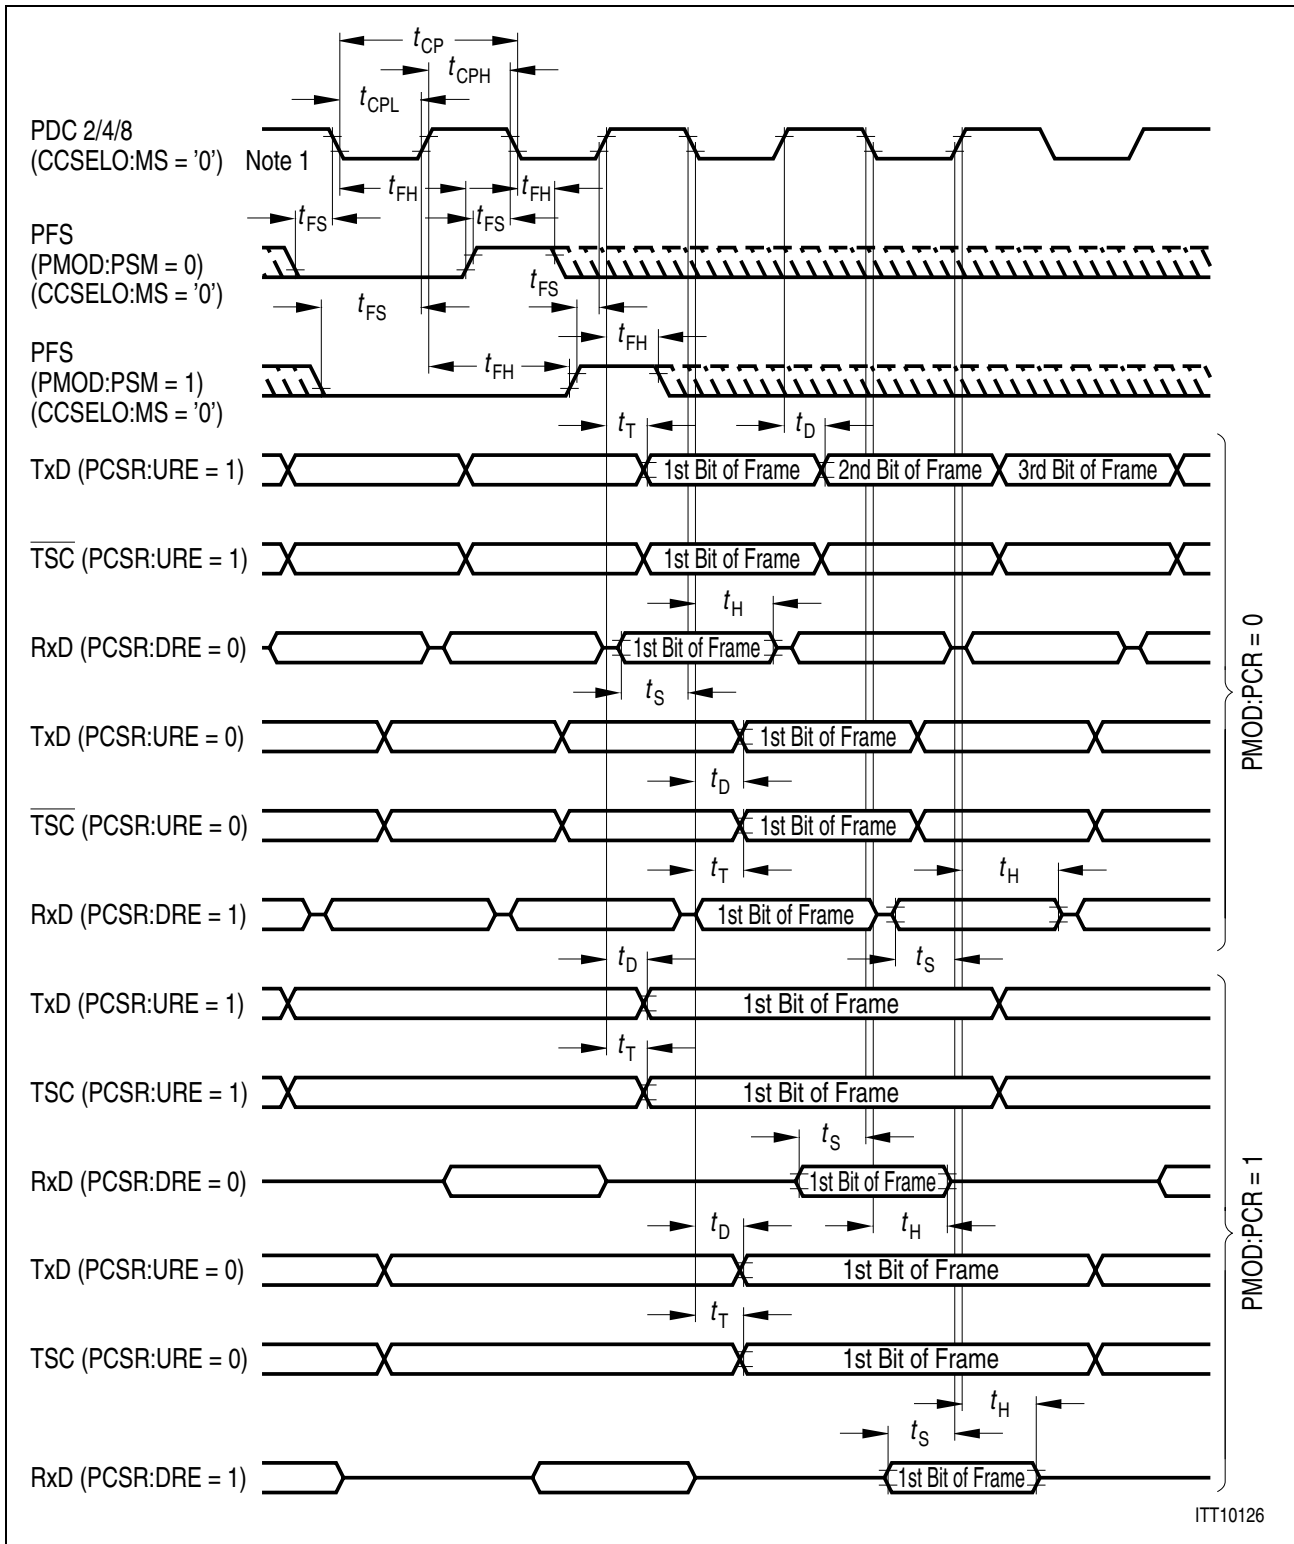 tCP
tCPH
tCPL
PDC 2/4/8
(CCSELO:MS = '0') Note 1
tFH tFH
tFS tFS
PFS
(PMOD:PSM = 0)
(CCSELO:MS = '0')
tFS
tFS
tFH
PFS
(PMOD:PSM = 1)
(CCSELO:MS = '0')
tFH
tT tD
TxD (PCSR:URE = 1) 1st Bit of Frame 2nd Bit of Frame 3rd Bit of Frame
TSC (PCSR:URE = 1) 1st Bit of Frame
tH
RxD (PCSR:DRE = 0) 1st Bit of Frame
tS
TxD (PCSR:URE = 0) 1st Bit of Frame
tD
TSC (PCSR:URE = 0) 1st Bit of Frame
tT tH
RxD (PCSR:DRE = 1) 1st Bit of Frame
tD tS
PMOD:PCR = 0
TxD (PCSR:URE = 1) 1st Bit of Frame
tT
TSC (PCSR:URE = 1) 1st Bit of Frame
tS
RxD (PCSR:DRE = 0) 1st Bit of Frame
tD tH
TxD (PCSR:URE = 0) 1st Bit of Frame
tT
TSC (PCSR:URE = 0) 1st Bit of Frame
tH
tS
RxD (PCSR:DRE = 1) 1st Bit of Frame
PMOD:PCR = 1
ITT10126